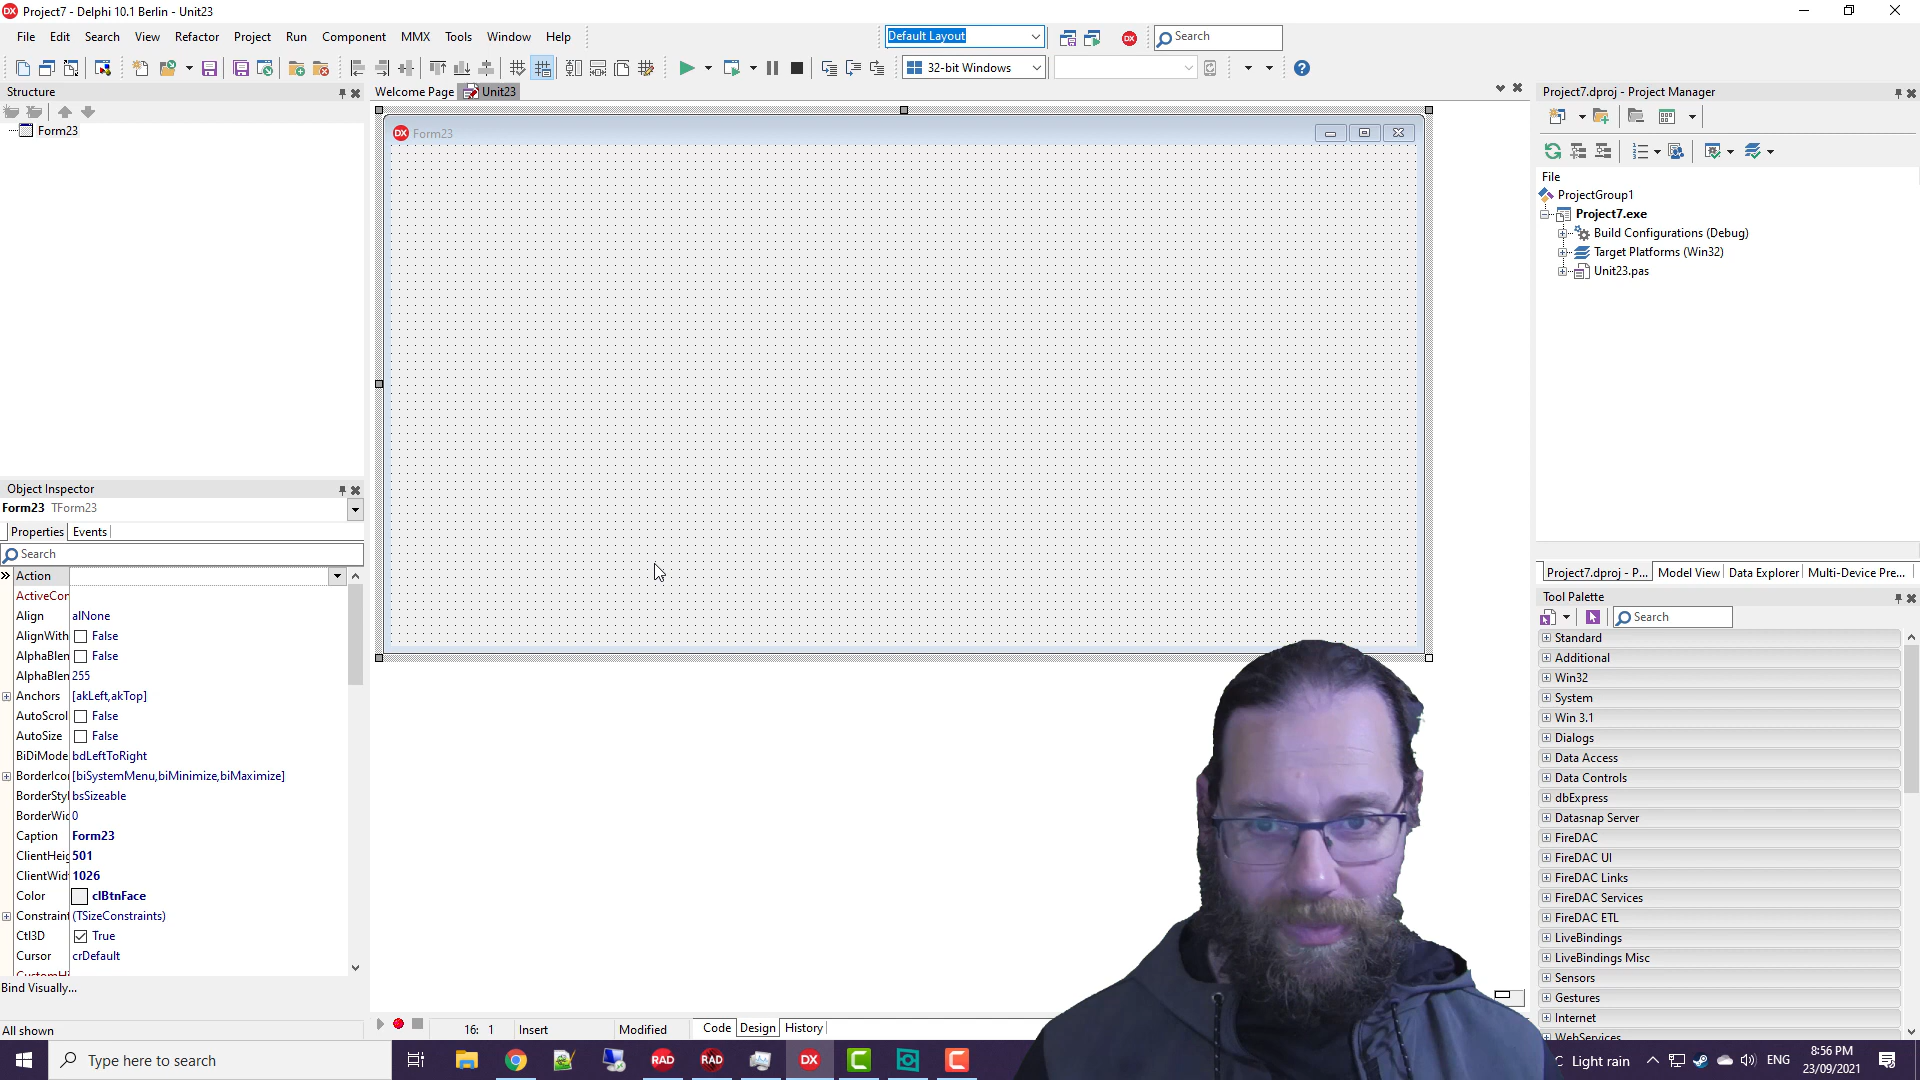 Project7 - Delphi 10.1 Berlin - Unit23
File Edit Search View Refactor Project Run Component MMX Tools Window Help
Default Layout
Search
32-bit Windows
Structure
Form23
Welcome Page Unit23
Form23
Object Inspector
Form23 TForm23
Properties Events
Search
Action
ActiveCon
Align alNone
AlignWith False
AlphaBlen False
AlphaBlen 255
Anchors [akLeft,akTop]
AutoScrol False
AutoSize False
BiDiMode bdLeftToRight
BorderIco [biSystemMenu,biMinimize,biMaximize]
BorderSty bsSizeable
BorderWid 0
Caption Form23
ClientHeig 501
ClientWid 1026
Color clBtnFace
Constraint (TSizeConstraints)
Ctl3D True
Cursor crDefault
Bind Visually...
All shown
16: 1 Insert Modified Code Design History
Project7.dproj - Project Manager
File
ProjectGroup1
Project7.exe
Build Configurations (Debug)
Target Platforms (Win32)
Unit23.pas
Project7.dproj - P... Model View Data Explorer Multi-Device Pre...
Tool Palette
Search
Standard
Additional
Win32
System
Win 3.1
Dialogs
Data Access
Data Controls
dbExpress
Datasnap Server
FireDAC
FireDAC UI
FireDAC Links
FireDAC Services
FireDAC ETL
LiveBindings
LiveBindings Misc
Sensors
Gestures
Internet
WebServices
Type here to search
RAD RAD DX
Light rain ENG
8:56 PM
23/09/2021